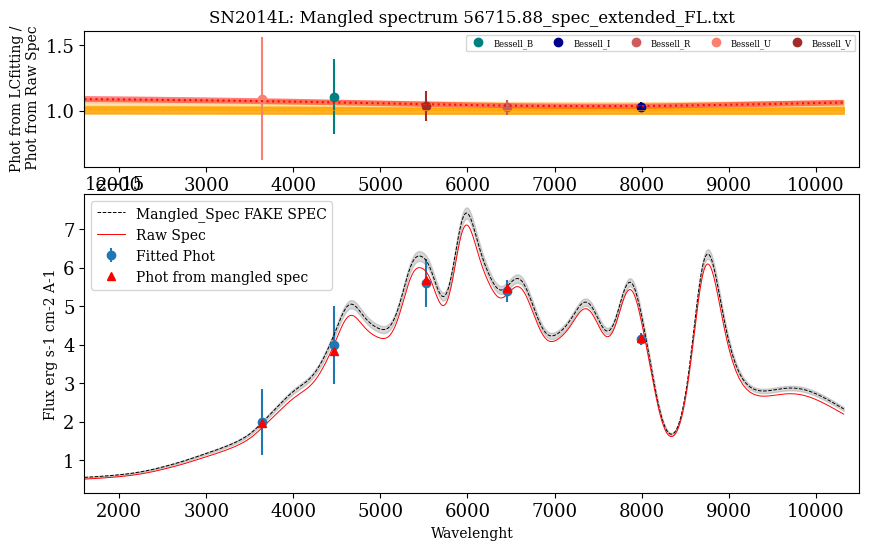 SN2014L: Mangled spectrum 56715.88_spec_extended_FL.txt
Phot from LCfitting /
Phot from Raw Spec
1.5
1.0
Bessell_B
Bessell_I
Bessell_R
Bessell_U
Bessell_V
2000 3000 4000 5000 6000 7000 8000 9000 10000
1e−15
Flux erg s-1 cm-2 A-1
7
6
5
4
3
2
1
Mangled_Spec FAKE SPEC
Raw Spec
Fitted Phot
Phot from mangled spec
2000 3000 4000 5000 6000 7000 8000 9000 10000
Wavelenght